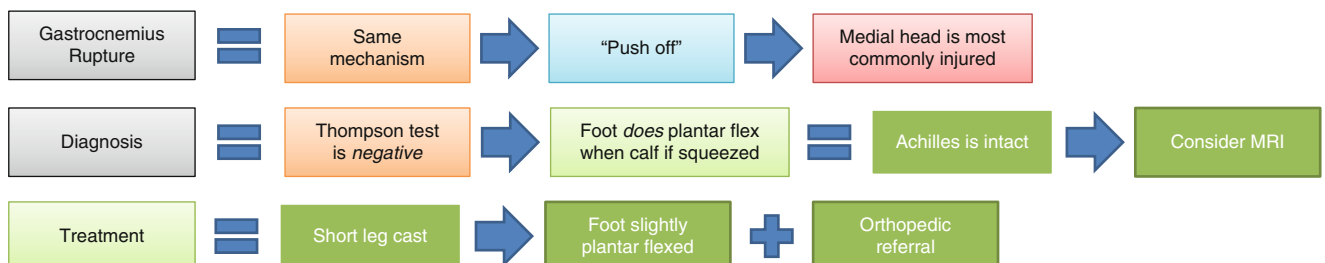 Gastrocnemius
Rupture
Same
mechanism
“Push off”
Medial head is most
commonly injured
Diagnosis
Thompson test
is negative
Foot does plantar flex
when calf if squeezed
Achilles is intact
Consider MRI
Treatment
Short leg cast
Foot slightly
plantar flexed
Orthopedic
referral